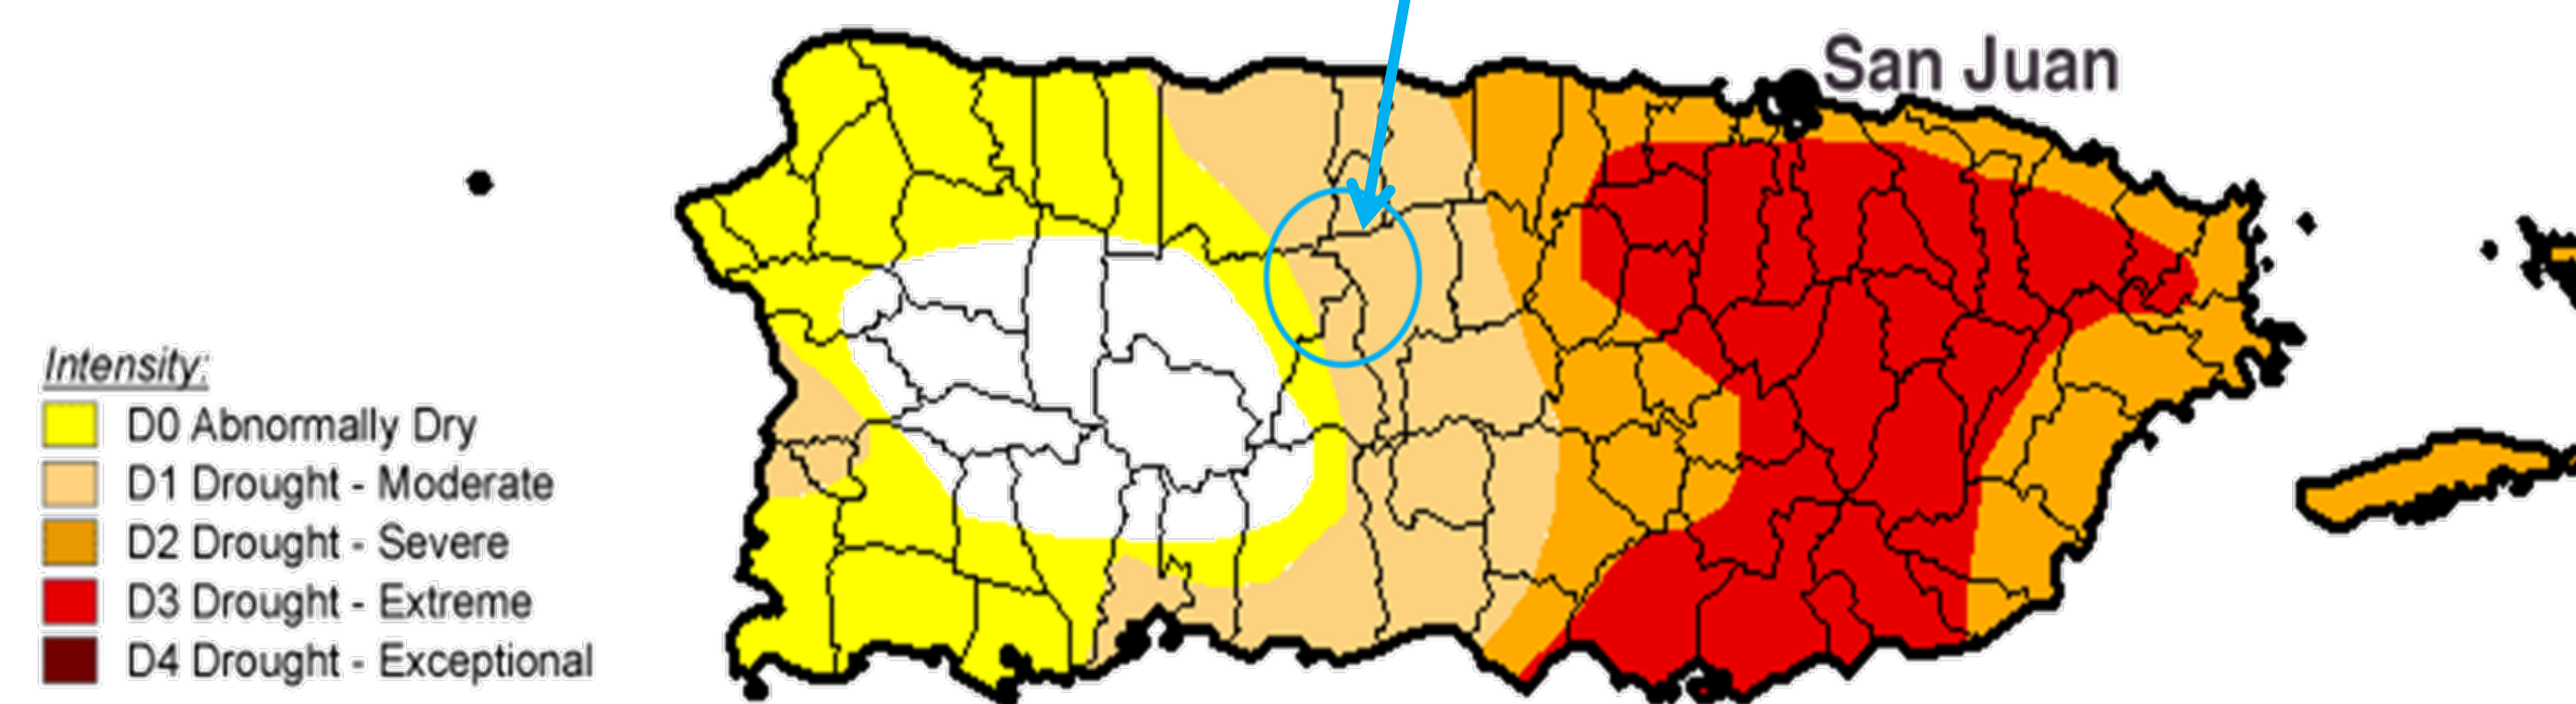 San Juan
Intensity:
D0 Abnormally Dry
D1 Drought - Moderate
D2 Drought - Severe
D3 Drought - Extreme
D4 Drought - Exceptional